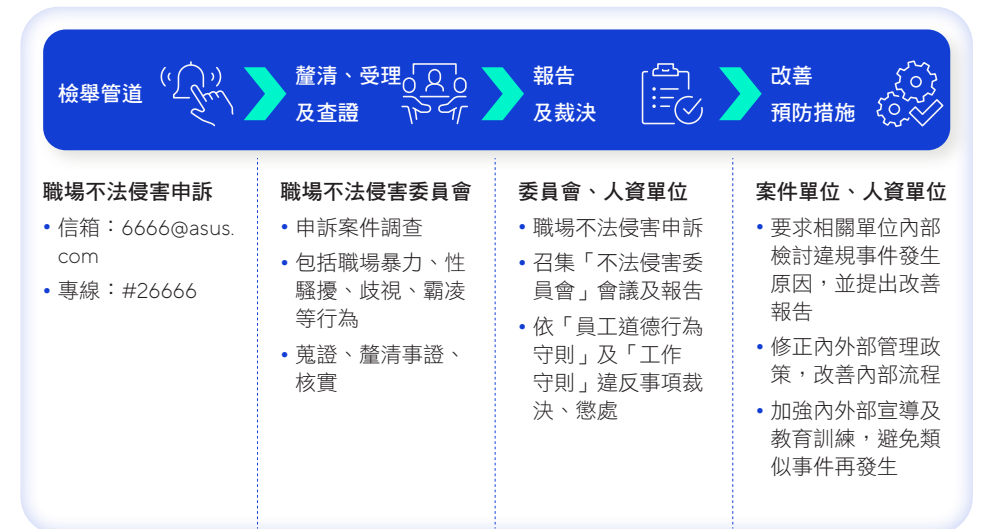 檢舉管道
釐清、受理
及查證
報告
及裁決
改善
預防措施
職場不法侵害申訴
• 信箱：6666@asus.
com
• 專線：#26666
職場不法侵害委員會
• 申訴案件調查
• 包括職場暴力、性
騷擾、歧視、霸凌
等行為
• 蒐證、釐清事證、
核實
委員會、人資單位
• 職場不法侵害申訴
• 召集「不法侵害委
員會」會議及報告
• 依「員工道德行為
守則」及「工作
守則」違反事項裁
決、懲處
案件單位、人資單位
• 要求相關單位內部
檢討違規事件發生
原因，並提出改善
報告
• 修正內外部管理政
策，改善內部流程
• 加強內外部宣導及
教育訓練，避免類
似事件再發生